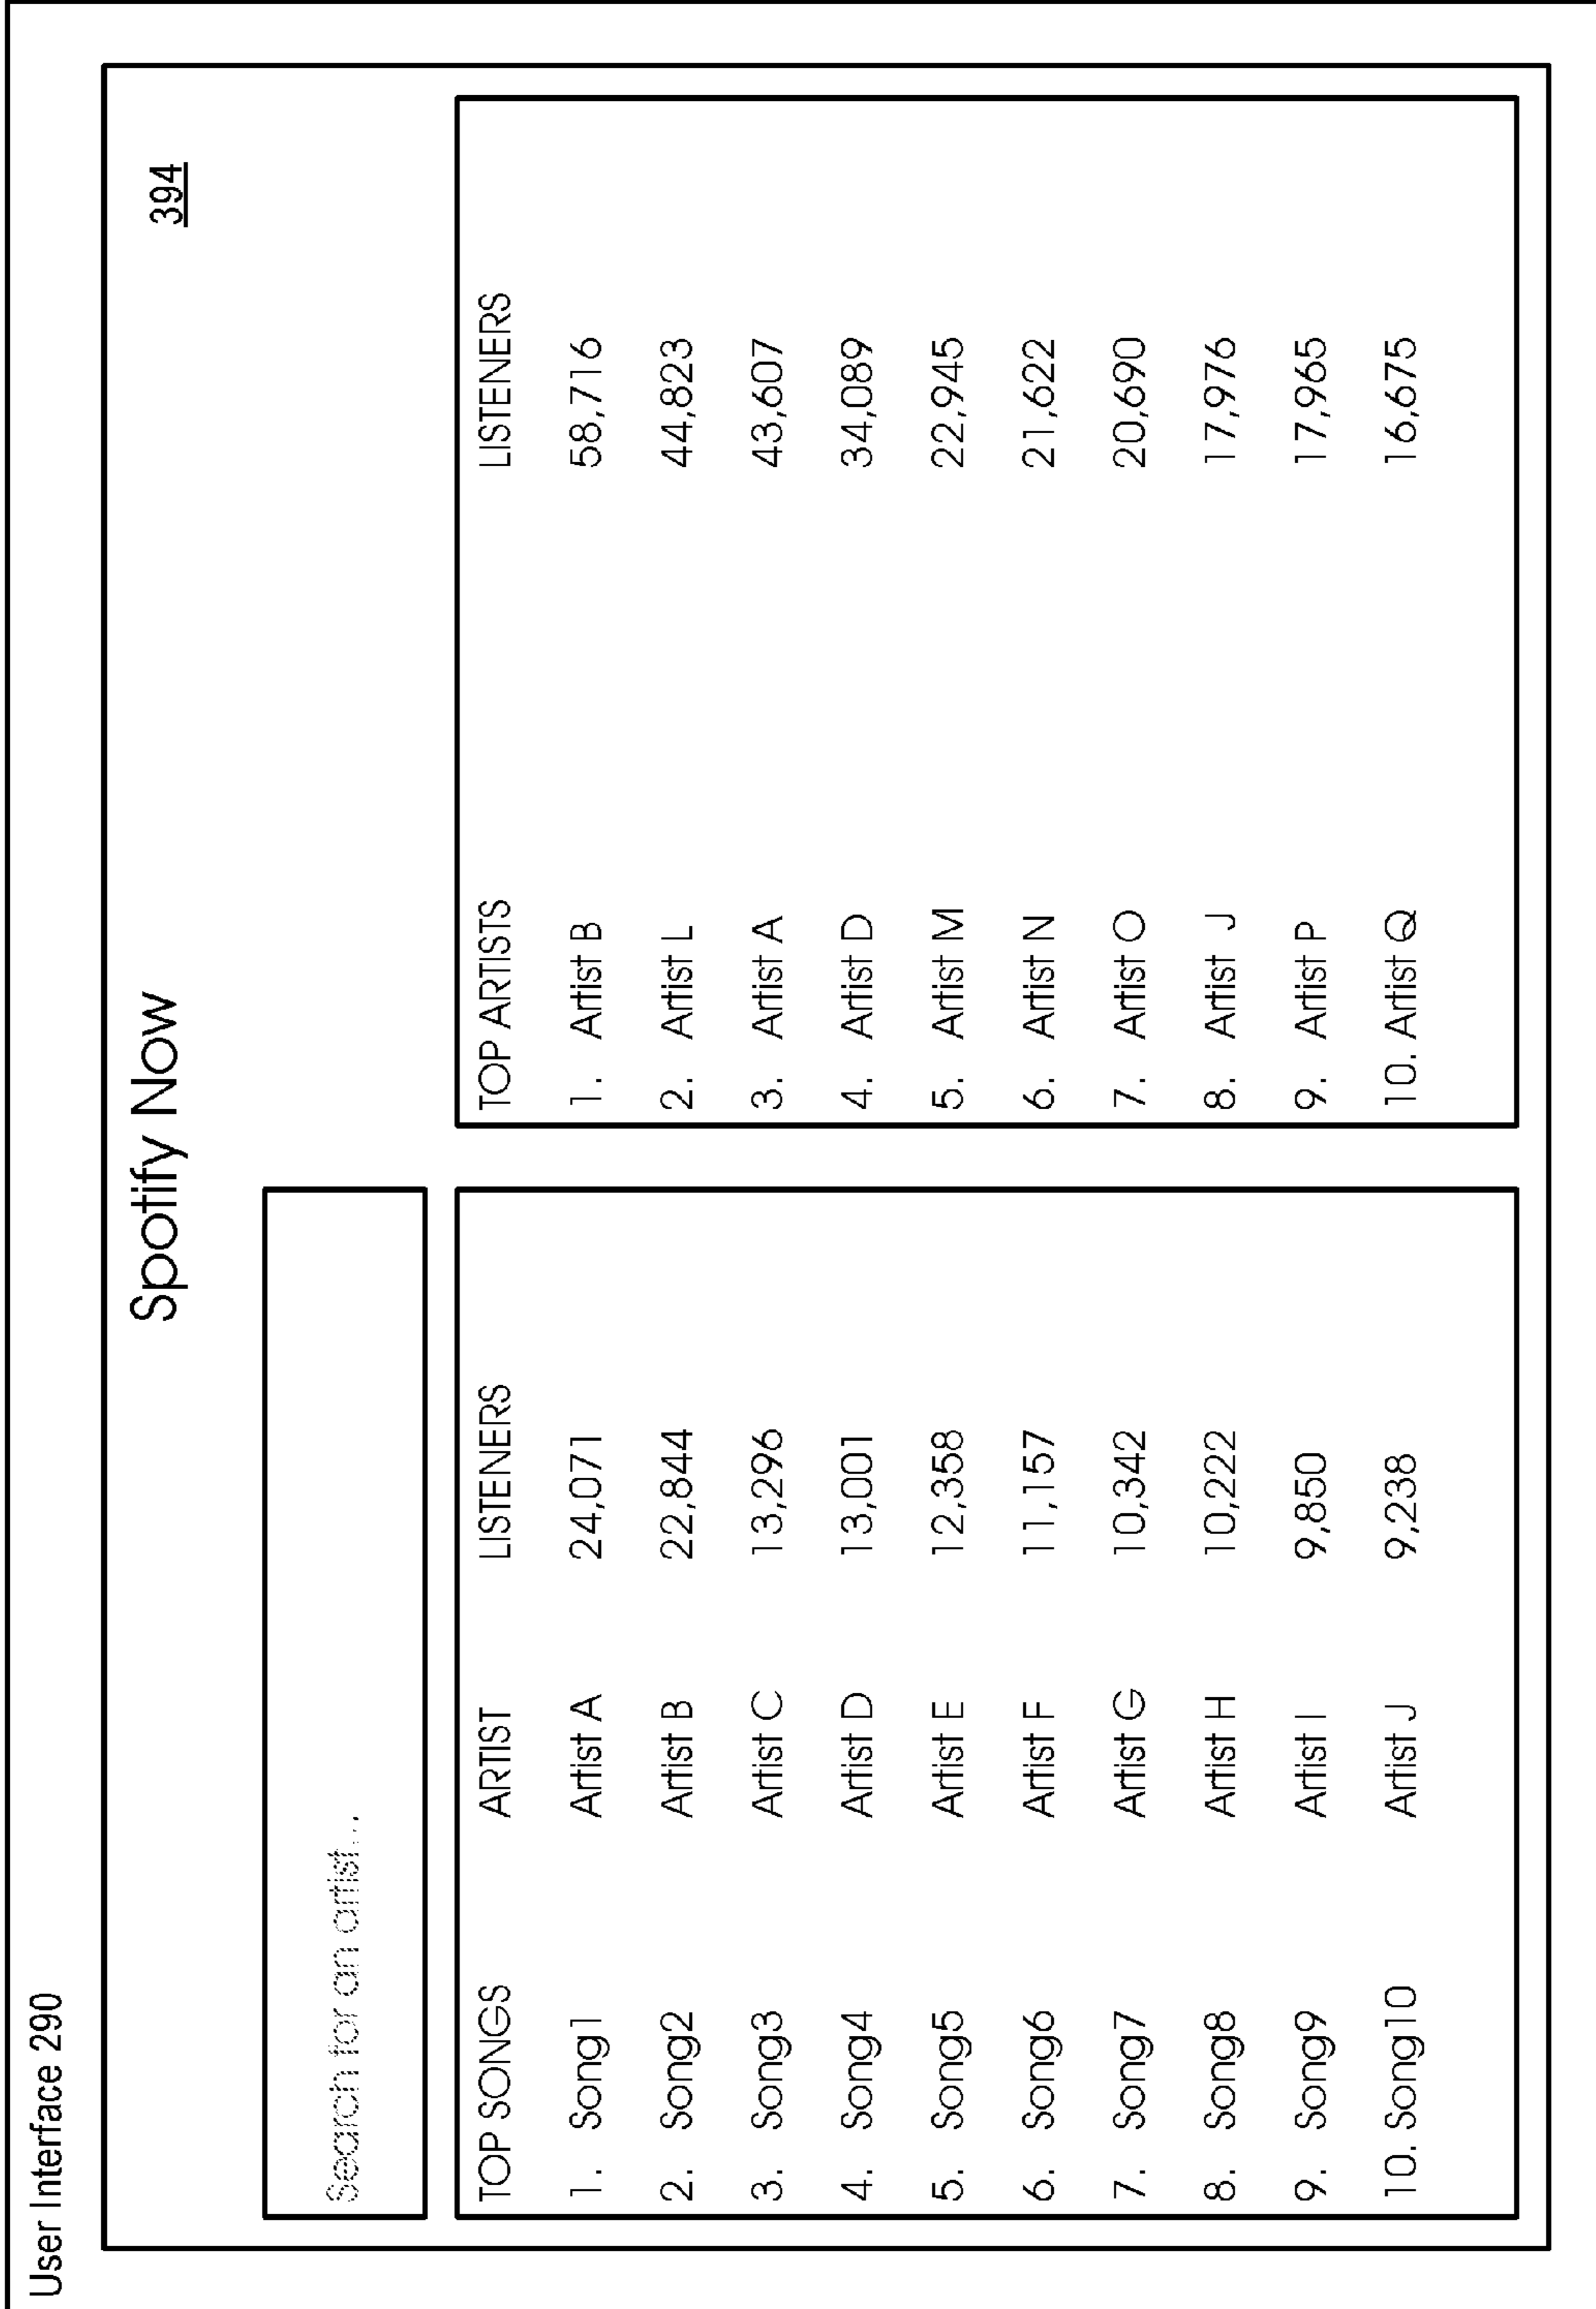 User Interface 290
Spotify Now
394
Search for an artist...
TOP SONGS ARTIST LISTENERS
1. Song1 Artist A 24,071
2. Song2 Artist B 22,844
3. Song3 Artist C 13,296
4. Song4 Artist D 13,001
5. Song5 Artist E 12,358
6. Song6 Artist F 11,157
7. Song7 Artist G 10,342
8. Song8 Artist H 10,222
9. Song9 Artist I 9,850
10. Song10 Artist J 9,238
TOP ARTISTS LISTENERS
1. Artist B 58,716
2. Artist L 44,823
3. Artist A 43,607
4. Artist D 34,089
5. Artist M 22,945
6. Artist N 21,622
7. Artist O 20,690
8. Artist J 17,976
9. Artist P 17,965
10. Artist Q 16,675